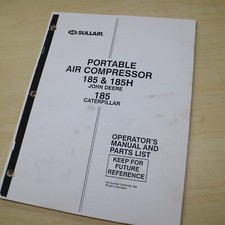 SULLAIR
PORTABLE
AIR COMPRESSOR
185 & 185H
JOHN DEERE
185
CATERPILLAR
OPERATOR'S
MANUAL AND
PARTS LIST
KEEP FOR
FUTURE
REFERENCE